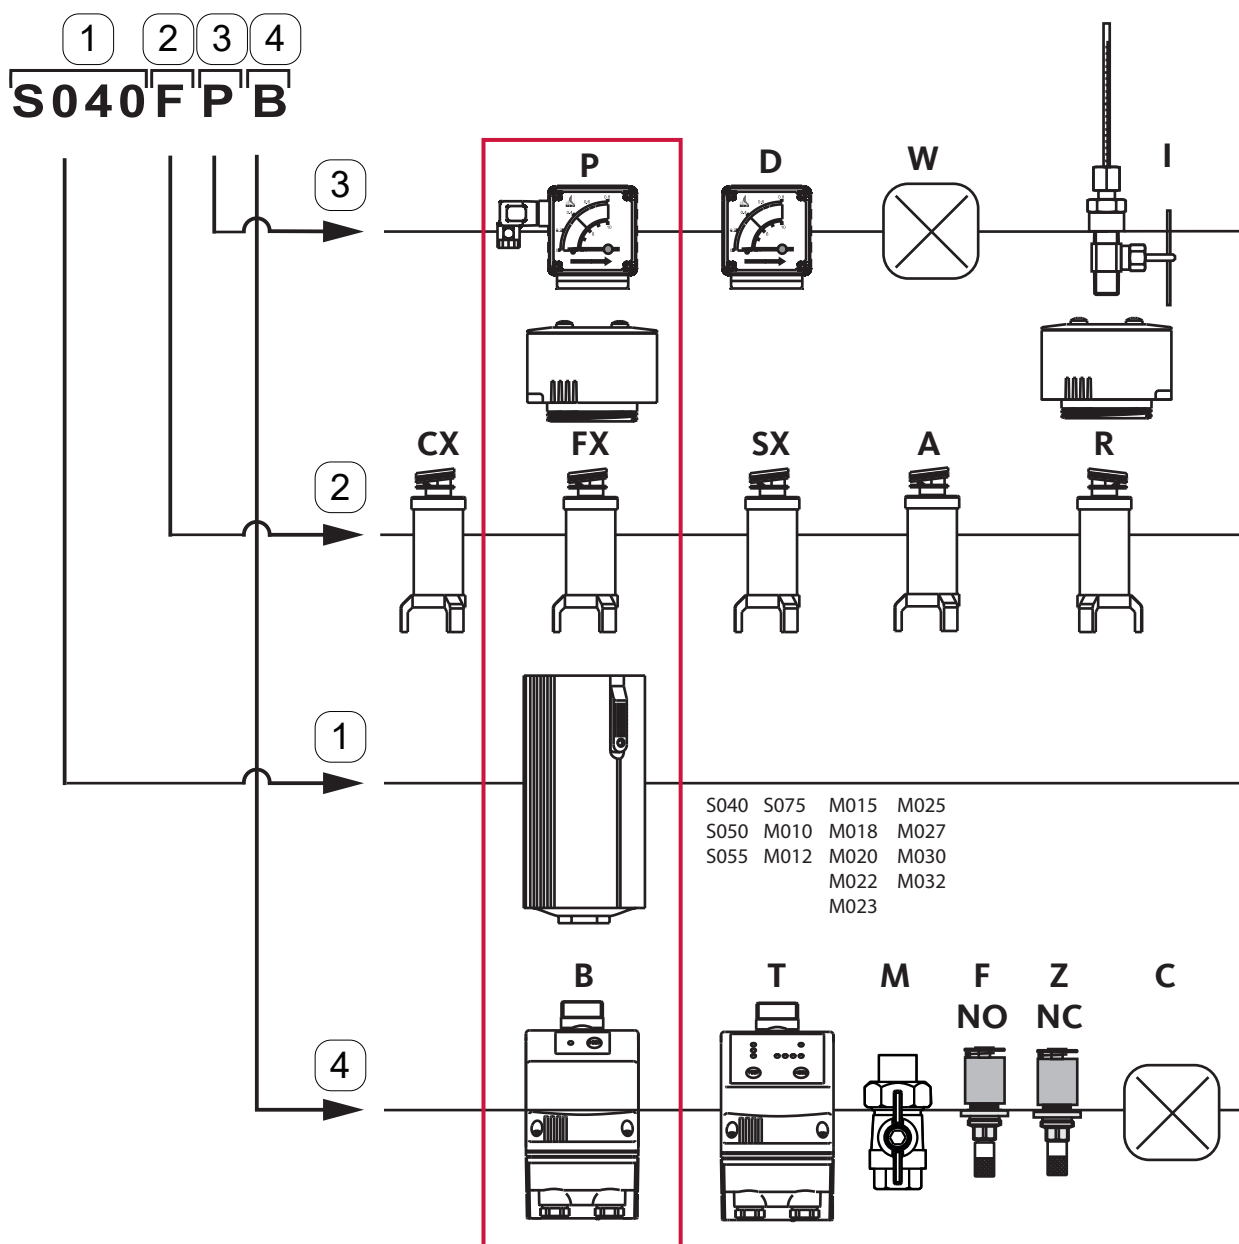 1 2 3 4
S040 F P B
3
P D W I
2
CX FX SX A R
1
S040 S075 M015 M025
S050 M010 M018 M027
S055 M012 M020 M030
M022 M032
M023
4
B T M F Z C
NO NC